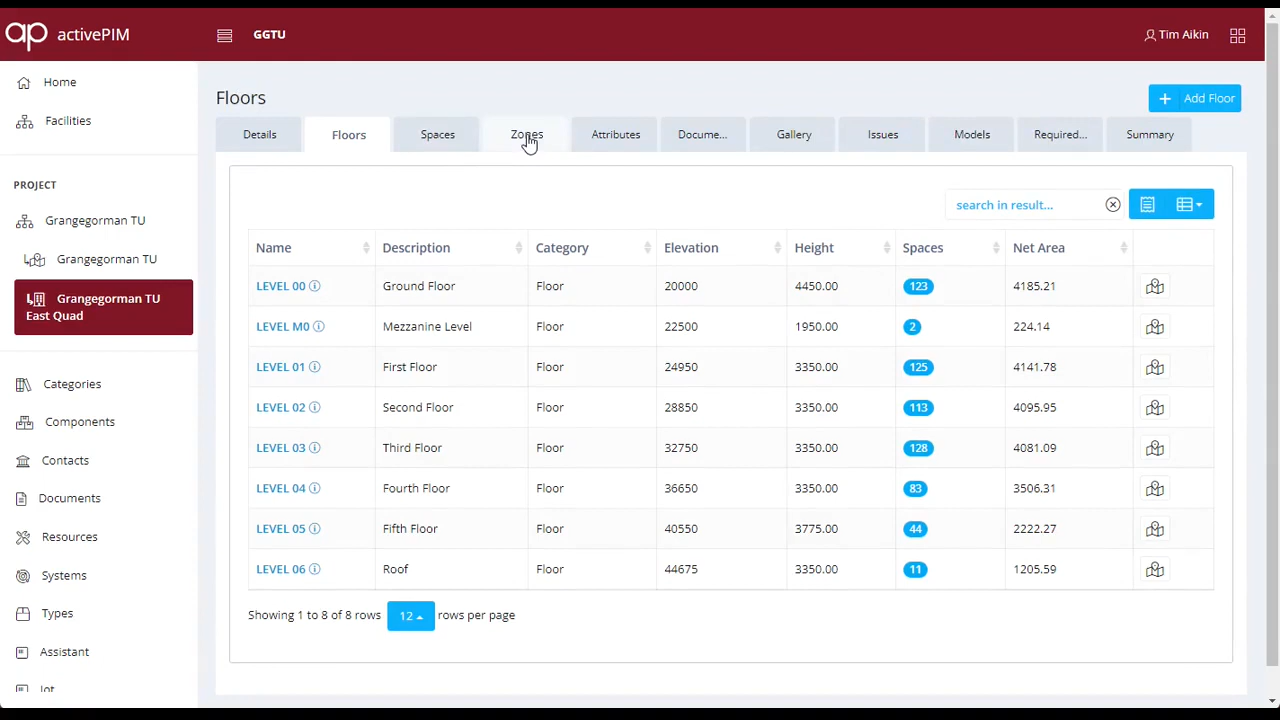 ap activePIM
GGTU
Tim Aikin
Home
Facilities
PROJECT
Grangegorman TU
Grangegorman TU
Grangegorman TU
East Quad
Categories
Components
Contacts
Documents
Resources
Systems
Types
Assistant
Iot
Floors
+ Add Floor
Details Floors Spaces Zones Attributes Docume... Gallery Issues Models Required... Summary
search in result...
Name Description Category Elevation Height Spaces Net Area
LEVEL 00 Ground Floor Floor 20000 4450.00 123 4185.21
LEVEL M0 Mezzanine Level Floor 22500 1950.00 2 224.14
LEVEL 01 First Floor Floor 24950 3350.00 125 4141.78
LEVEL 02 Second Floor Floor 28850 3350.00 113 4095.95
LEVEL 03 Third Floor Floor 32750 3350.00 128 4081.09
LEVEL 04 Fourth Floor Floor 36650 3350.00 83 3506.31
LEVEL 05 Fifth Floor Floor 40550 3775.00 44 2222.27
LEVEL 06 Roof Floor 44675 3350.00 11 1205.59
Showing 1 to 8 of 8 rows 12 rows per page